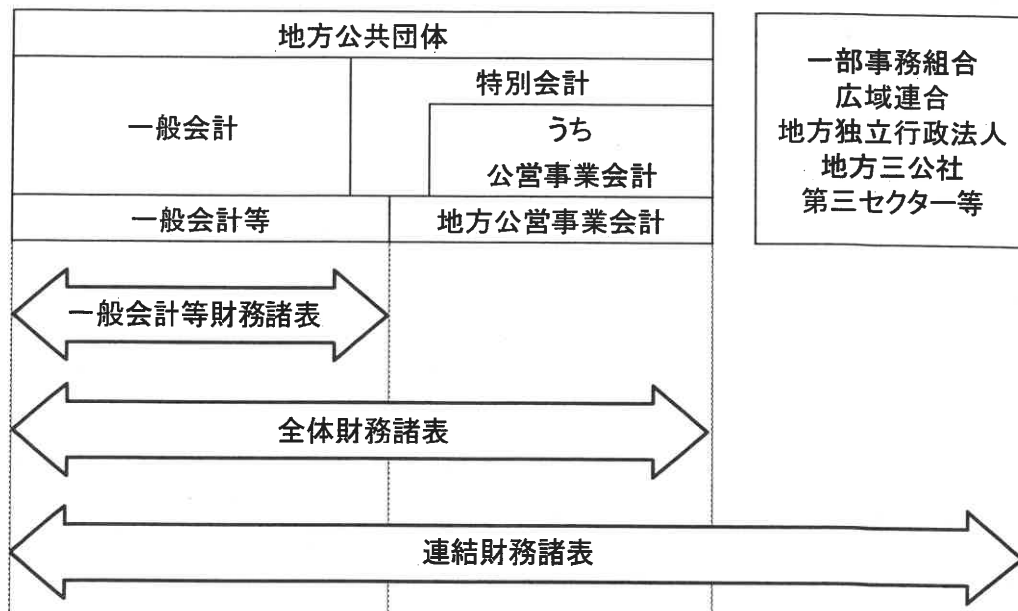 地方公共団体
一般会計
特別会計
うち
公営事業会計
一般会計等
地方公営事業会計
一部事務組合
広域連合
地方独立行政法人
地方三公社
第三セクター等
一般会計等財務諸表
全体財務諸表
連結財務諸表